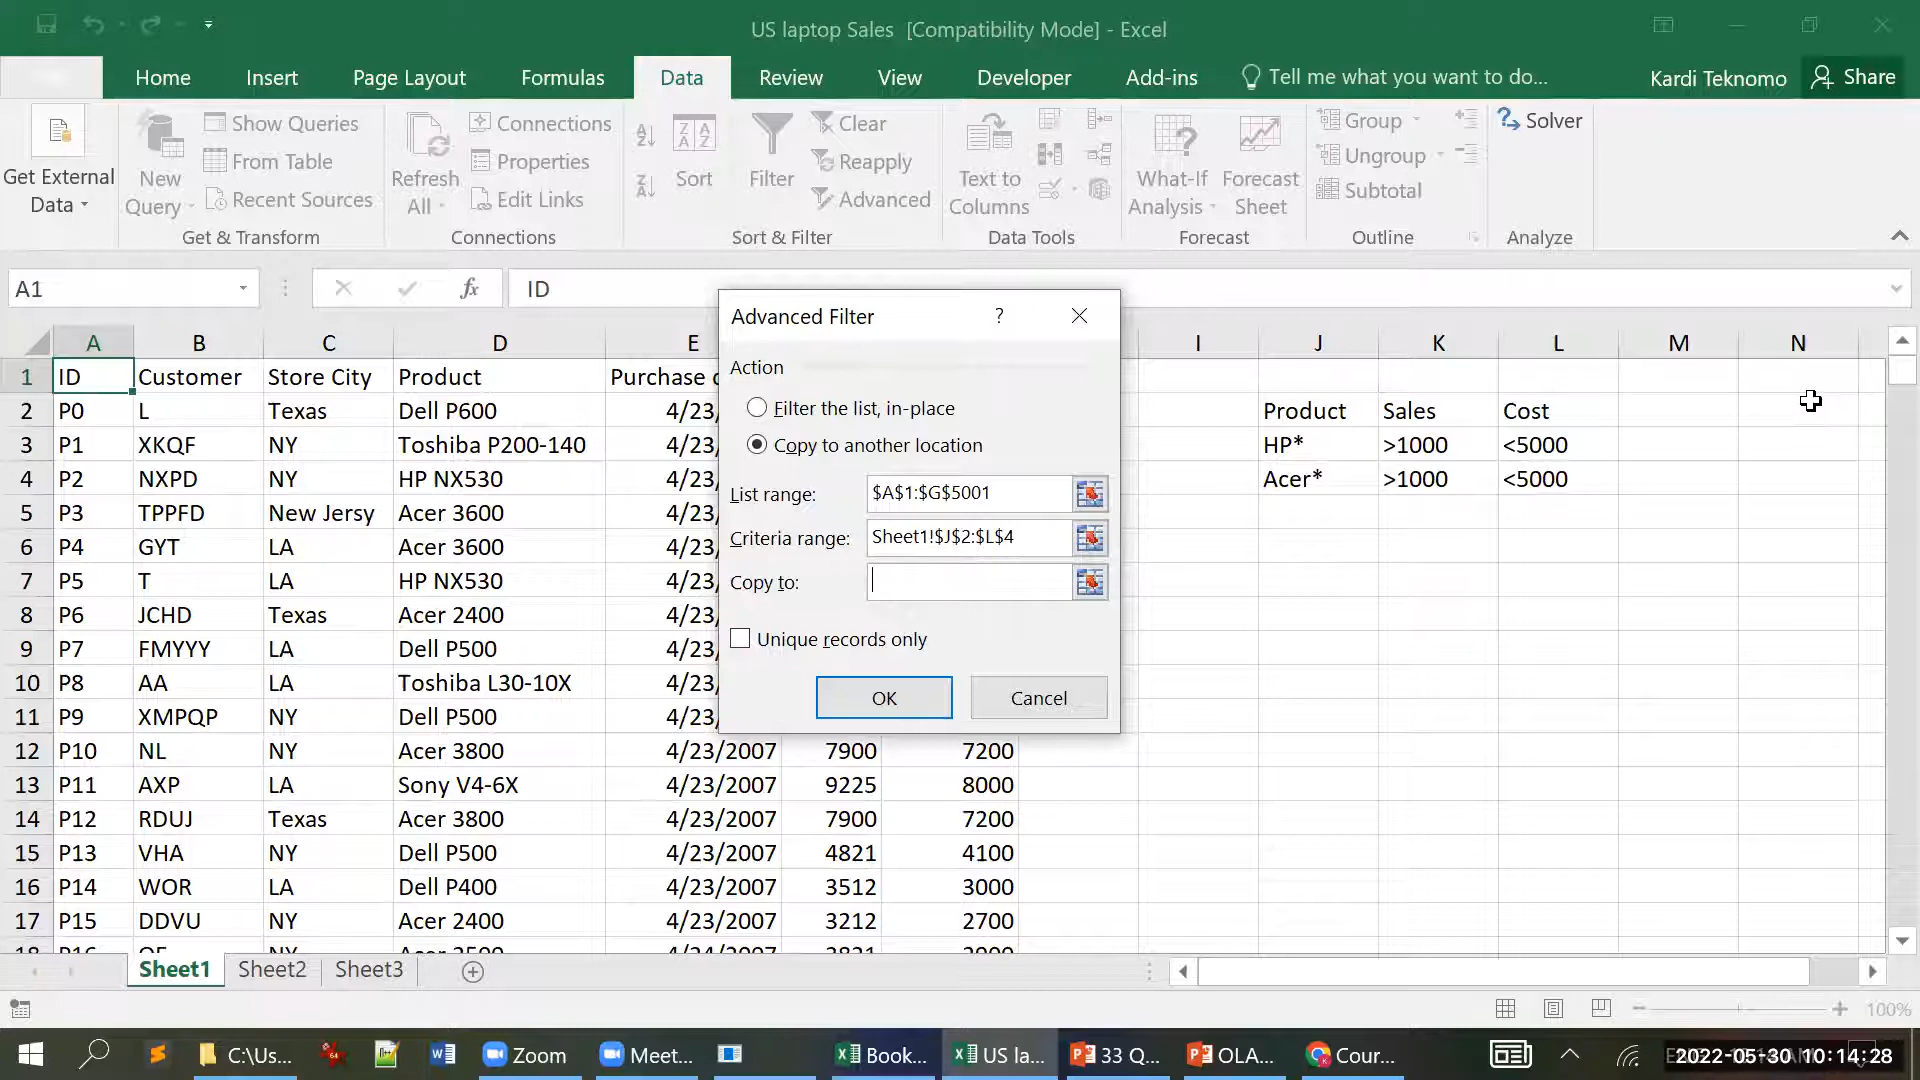 US laptop Sales [Compatibility Mode] - Excel
Home Insert Page Layout Formulas Data Review View Developer Add-ins Tell me what you want to do... Kardi Teknomo Share
Get External Data
New Query
Show Queries
From Table
Recent Sources
Get & Transform
Refresh All
Connections
Properties
Edit Links
Connections
Sort
Filter
Clear
Reapply
Advanced
Sort & Filter
Text to Columns
Data Tools
What-If Analysis
Forecast Sheet
Forecast
Group
Ungroup
Subtotal
Outline
Solver
Analyze
A1 fx ID
Advanced Filter ?
Action
Filter the list, in-place
Copy to another location
List range: $A$1:$G$5001
Criteria range: Sheet1!$J$2:$L$4
Copy to:
Unique records only
OK Cancel
A B C D E I J K L M N
1 ID Customer Store City Product Purchase
2 P0 L Texas Dell P600 4/23/ Product Sales Cost
3 P1 XKQF NY Toshiba P200-140 4/23/ HP* >1000 <5000
4 P2 NXPD NY HP NX530 4/23/ Acer* >1000 <5000
5 P3 TPPFD New Jersy Acer 3600 4/23/
6 P4 GYT LA Acer 3600 4/23/
7 P5 T LA HP NX530 4/23/
8 P6 JCHD Texas Acer 2400 4/23/
9 P7 FMYYY LA Dell P500 4/23/
10 P8 AA LA Toshiba L30-10X 4/23/
11 P9 XMPQP NY Dell P500 4/23/
12 P10 NL NY Acer 3800 4/23/2007 7900 7200
13 P11 AXP LA Sony V4-6X 4/23/2007 9225 8000
14 P12 RDUJ Texas Acer 3800 4/23/2007 7900 7200
15 P13 VHA NY Dell P500 4/23/2007 4821 4100
16 P14 WOR LA Dell P400 4/23/2007 3512 3000
17 P15 DDVU NY Acer 2400 4/23/2007 3212 2700
Sheet1 Sheet2 Sheet3
100%
C:\Us... 64 Zoom Meet... Book... US la... 33 Q... OLA... Cour... 2022-05-30 10:14:28